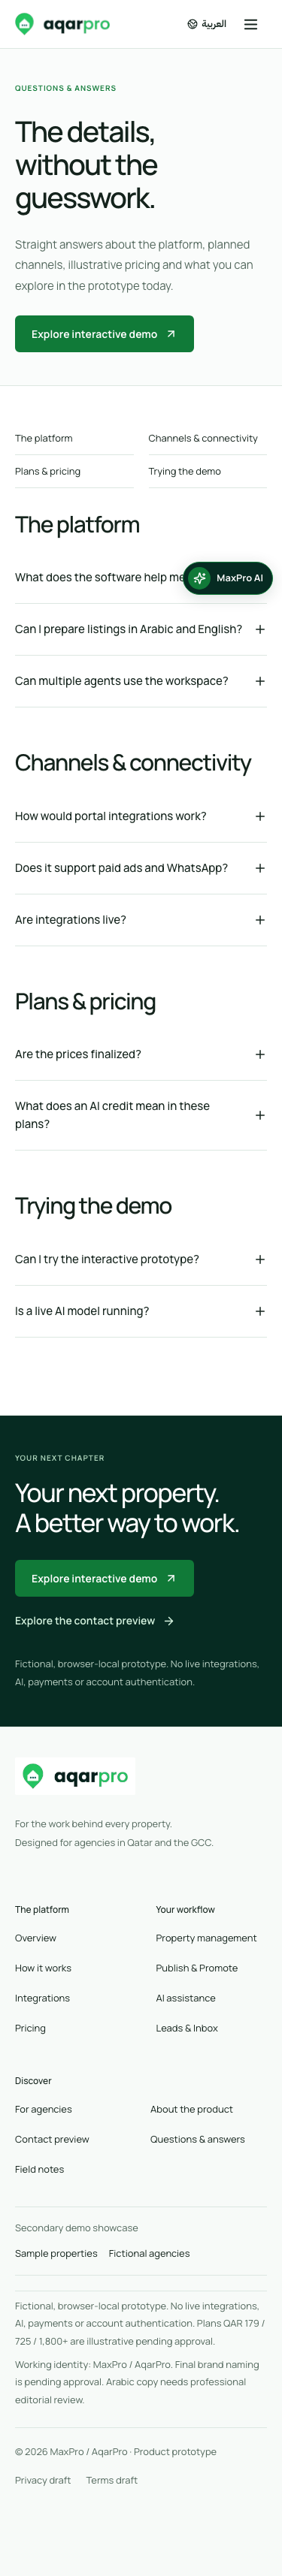 aqarpro
العربية
QUESTIONS & ANSWERS
The details,
without the
guesswork.
Straight answers about the platform, planned
channels, illustrative pricing and what you can
explore in the prototype today.
Explore interactive demo
The platform
Channels & connectivity
Plans & pricing
Trying the demo
The platform
What does the software help me
MaxPro AI
Can I prepare listings in Arabic and English?
Can multiple agents use the workspace?
Channels & connectivity
How would portal integrations work?
Does it support paid ads and WhatsApp?
Are integrations live?
Plans & pricing
Are the prices finalized?
What does an AI credit mean in these
plans?
Trying the demo
Can I try the interactive prototype?
Is a live AI model running?
YOUR NEXT CHAPTER
Your next property.
A better way to work.
Explore interactive demo
Explore the contact preview
Fictional, browser-local prototype. No live integrations,
AI, payments or account authentication.
aqarpro
For the work behind every property.
Designed for agencies in Qatar and the GCC.
The platform
Overview
How it works
Integrations
Pricing
Your workflow
Property management
Publish & Promote
AI assistance
Leads & Inbox
Discover
For agencies
About the product
Contact preview
Questions & answers
Field notes
Secondary demo showcase
Sample properties
Fictional agencies
Fictional, browser-local prototype. No live integrations,
AI, payments or account authentication. Plans QAR 179 /
725 / 1,800+ are illustrative pending approval.
Working identity: MaxPro / AqarPro. Final brand naming
is pending approval. Arabic copy needs professional
editorial review.
© 2026 MaxPro / AqarPro · Product prototype
Privacy draft
Terms draft